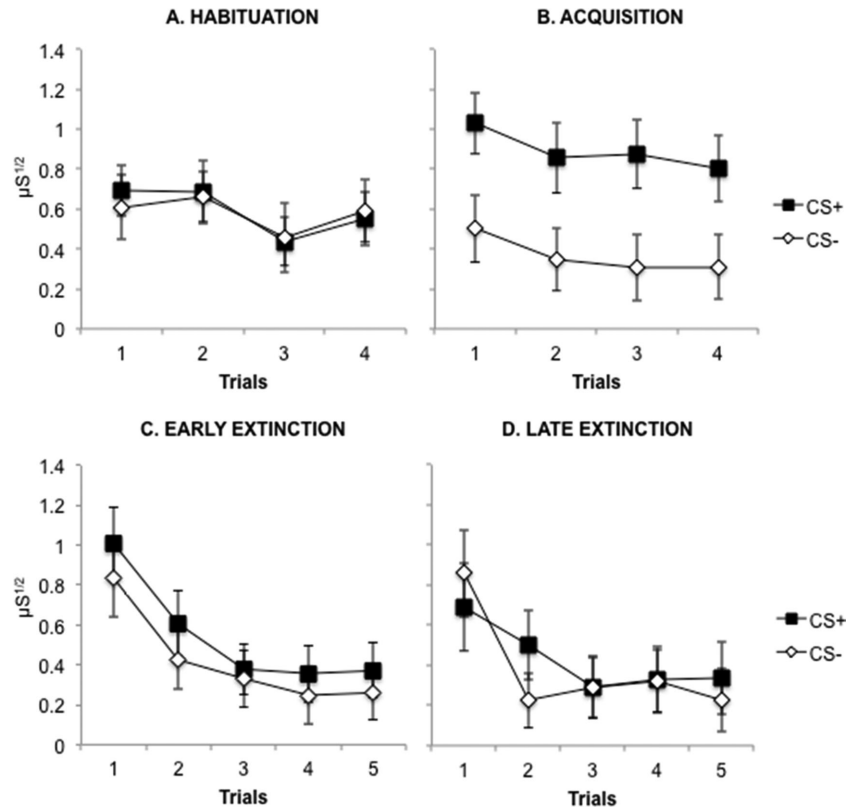 A. HABITUATION
B. ACQUISITION
1.4
1.2
1
0.8
0.6
0.4
0.2
0
µS1/2
1 2 3 4
Trials
1 2 3 4
Trials
CS+
CS-
C. EARLY EXTINCTION
D. LATE EXTINCTION
1.4
1.2
1
0.8
0.6
0.4
0.2
0
µS1/2
1 2 3 4 5
Trials
1 2 3 4 5
Trials
CS+
CS-